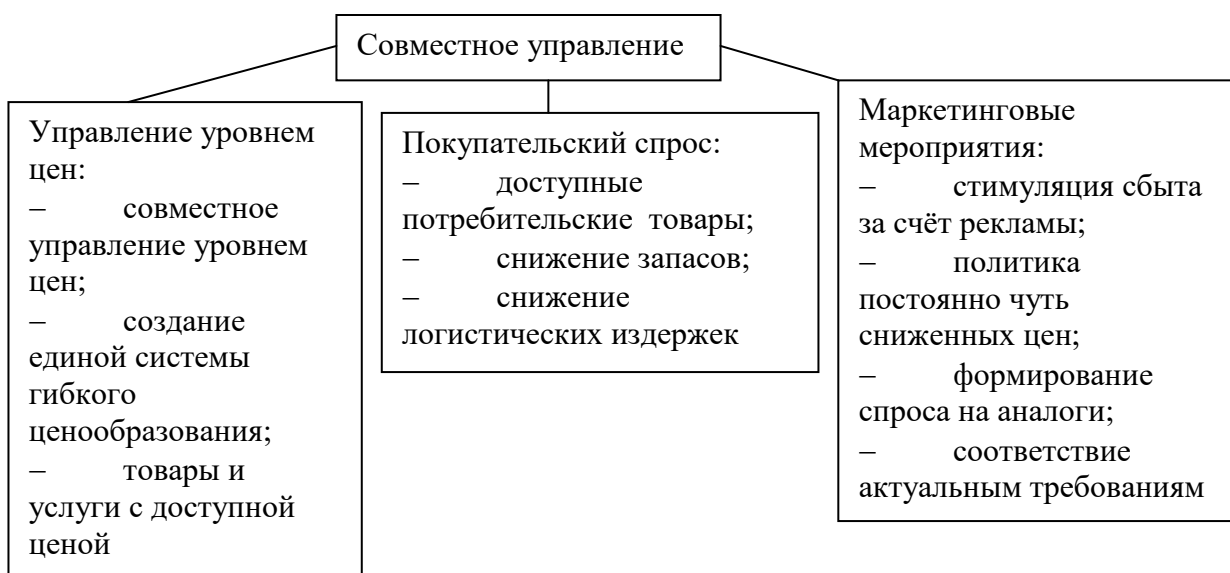 Совместное управление
Управление уровнем
цен:
– совместное
управление уровнем
цен;
– создание
единой системы
гибкого
ценообразования;
– товары и
услуги с доступной
ценой
Покупательский спрос:
– доступные
потребительские товары;
– снижение запасов;
– снижение
логистических издержек
Маркетинговые
мероприятия:
– стимуляция сбыта
за счёт рекламы;
– политика
постоянно чуть
сниженных цен;
– формирование
спроса на аналоги;
– соответствие
актуальным требованиям